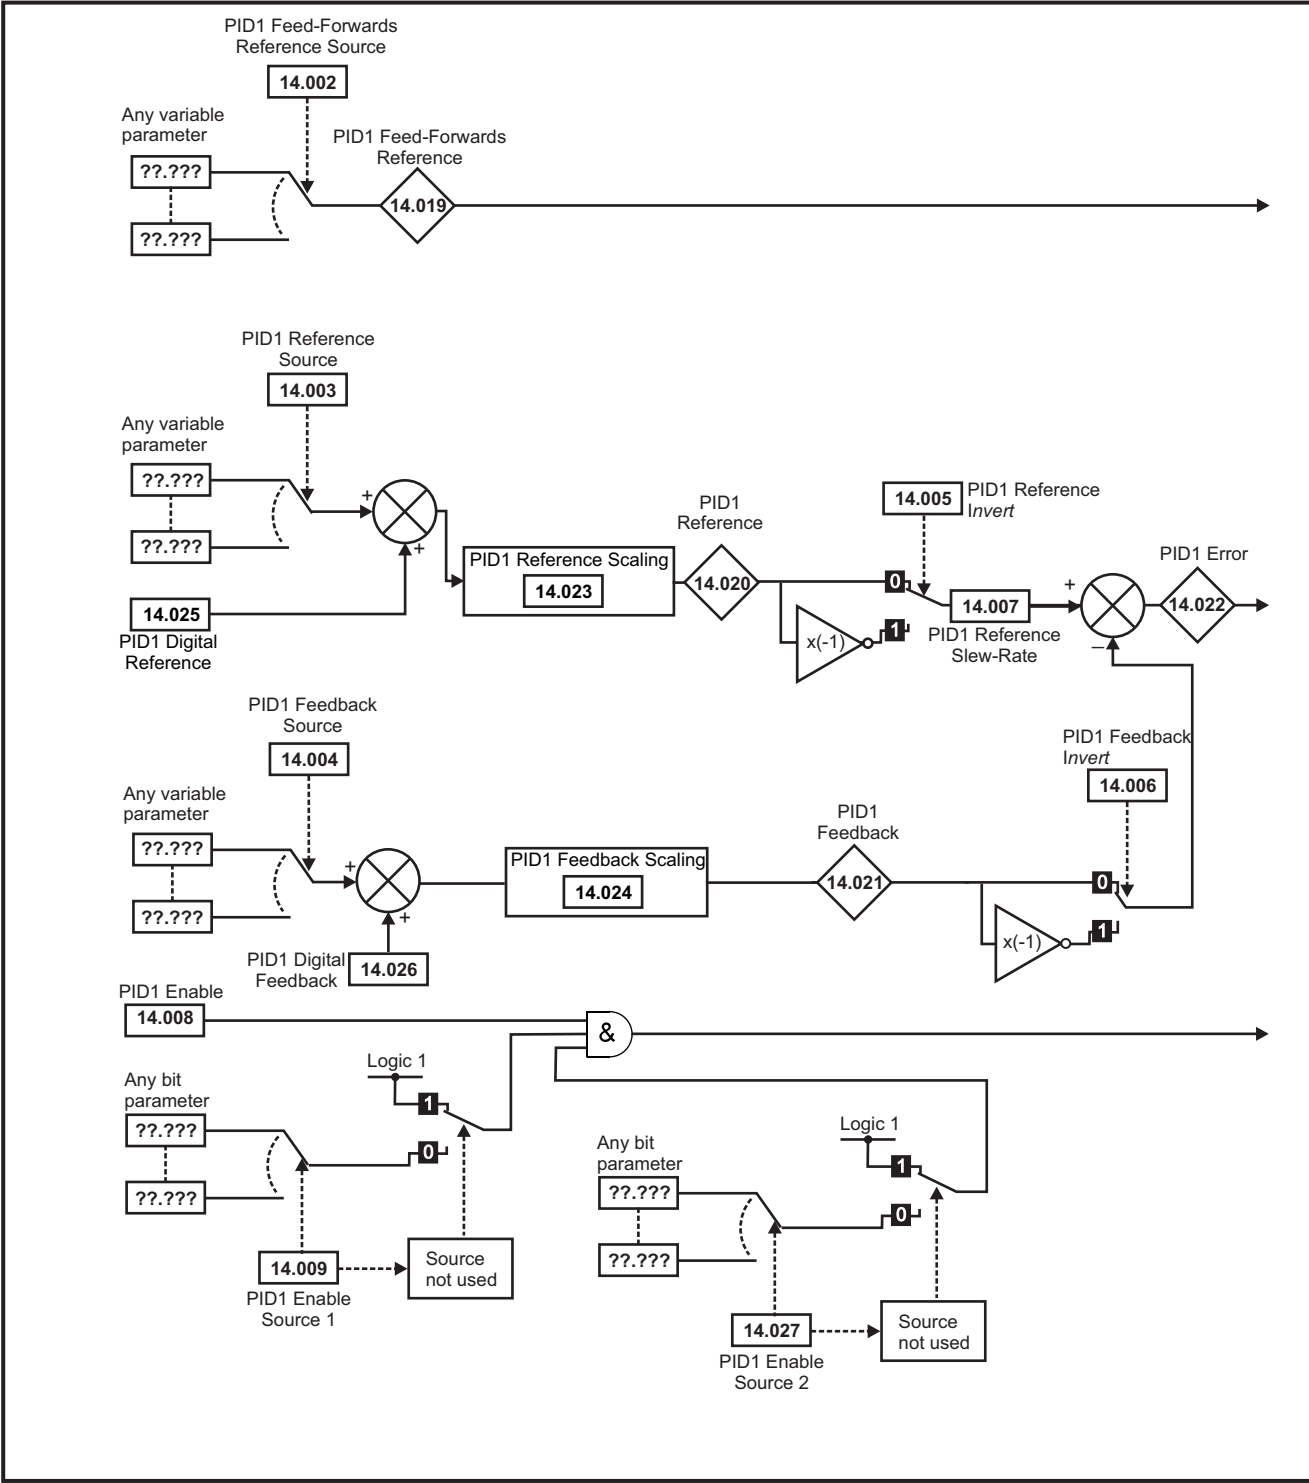 PID1 Feed-Forwards
Reference Source
14.002
Any variable
parameter
??.???
??.???
PID1 Feed-Forwards
Reference
14.019
PID1 Reference
Source
14.003
Any variable
parameter
??.???
??.???
+
+
14.025
PID1 Digital
Reference
PID1 Reference Scaling
14.023
PID1
Reference
14.020
14.005
PID1 Reference
Invert
0
x(-1)
1
14.007
PID1 Reference
Slew-Rate
+
–
PID1 Error
14.022
PID1 Feedback
Source
14.004
Any variable
parameter
??.???
??.???
+
+
PID1 Digital
Feedback
14.026
PID1 Feedback Scaling
14.024
PID1
Feedback
14.021
PID1 Feedback
Invert
14.006
0
x(-1)
1
PID1 Enable
14.008
&
Logic 1
1
0
Any bit
parameter
??.???
??.???
14.009
PID1 Enable
Source 1
Source
not used
Logic 1
1
0
Any bit
parameter
??.???
??.???
14.027
PID1 Enable
Source 2
Source
not used